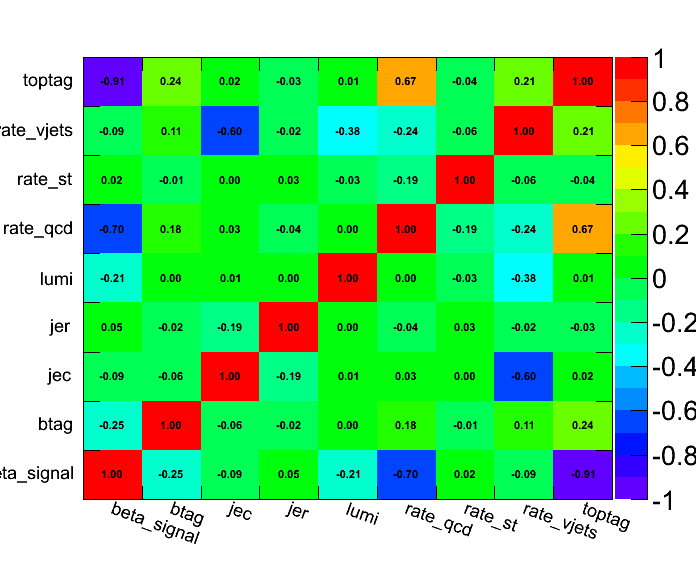 toptag -0.91 0.24 0.02 -0.03 0.01 0.67 -0.04 0.21 1.00
rate_vjets -0.09 0.11 -0.60 -0.02 -0.38 -0.24 -0.06 1.00 0.21
rate_st 0.02 -0.01 0.00 0.03 -0.03 -0.19 1.00 -0.06 -0.04
rate_qcd -0.70 0.18 0.03 -0.04 0.00 1.00 -0.19 -0.24 0.67
lumi -0.21 0.00 0.01 0.00 1.00 0.00 -0.03 -0.38 0.01
jer 0.05 -0.02 -0.19 1.00 0.00 -0.04 0.03 -0.02 -0.03
jec -0.09 -0.06 1.00 -0.19 0.01 0.03 0.00 -0.60 0.02
btag -0.25 1.00 -0.06 -0.02 0.00 0.18 -0.01 0.11 0.24
eta_signal 1.00 -0.25 -0.09 0.05 -0.21 -0.70 0.02 -0.09 -0.91
beta_signal btag jec jer lumi rate_qcd rate_st rate_vjets toptag
1
0.8
0.6
0.4
0.2
0
-0.2
-0.4
-0.6
-0.8
-1